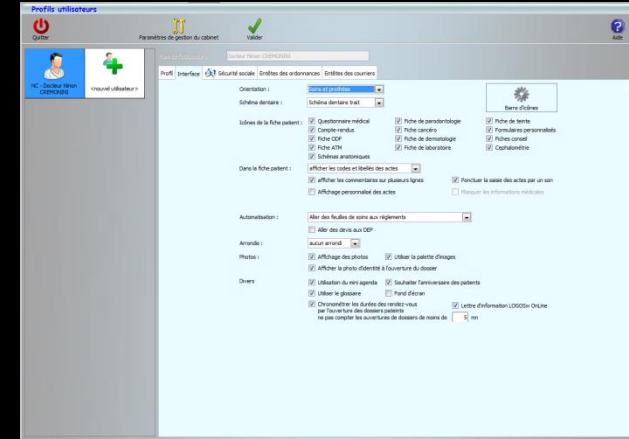 Profils utilisateurs
Quitter
Paramètres de gestion du cabinet
Valider
Aide
NC - Docteur Ninon CREMONINI
<nouvel utilisateur>
Docteur Ninon CREMONINI
Profil Interface Sécurité sociale Entêtes des ordonnances Entêtes des courriers
Orientation : Soins et prothèse
Schéma dentaire : Schéma dentaire trait
Barre d'icônes
Icônes de la fiche patient : Questionnaire médical Fiche de parodontologie Fiche de teinte
Compte-rendus Fiche cancéro Formulaires personnalisés
Fiche ODF Fiche de dermatologie Fiches conseil
Fiche ATM Fiche de laboratoire Cephalométrie
Schémas anatomiques
Dans la fiche patient : afficher les codes et libellés des actes
afficher les commentaires sur plusieurs lignes Ponctuer la saisie des actes par un son
Affichage personnalisé des actes Masquer les informations médicales
Automatisation : Aller des feuilles de soins aux règlements
Aller des devis aux DEP
Arrondis : aucun arrondi
Photos : Affichage des photos Utiliser la palette d'images
Afficher la photo d'identité à l'ouverture du dossier
Divers Utilisation du mini agenda Souhaiter l'anniversaire des patients
Utiliser le glossaire Fond d'écran
Chronométrer les durées des rendez-vous Lettre d'information LOGOSw OnLine
par l'ouverture des dossiers patients
ne pas compter les ouvertures de dossiers de moins de 5 mn